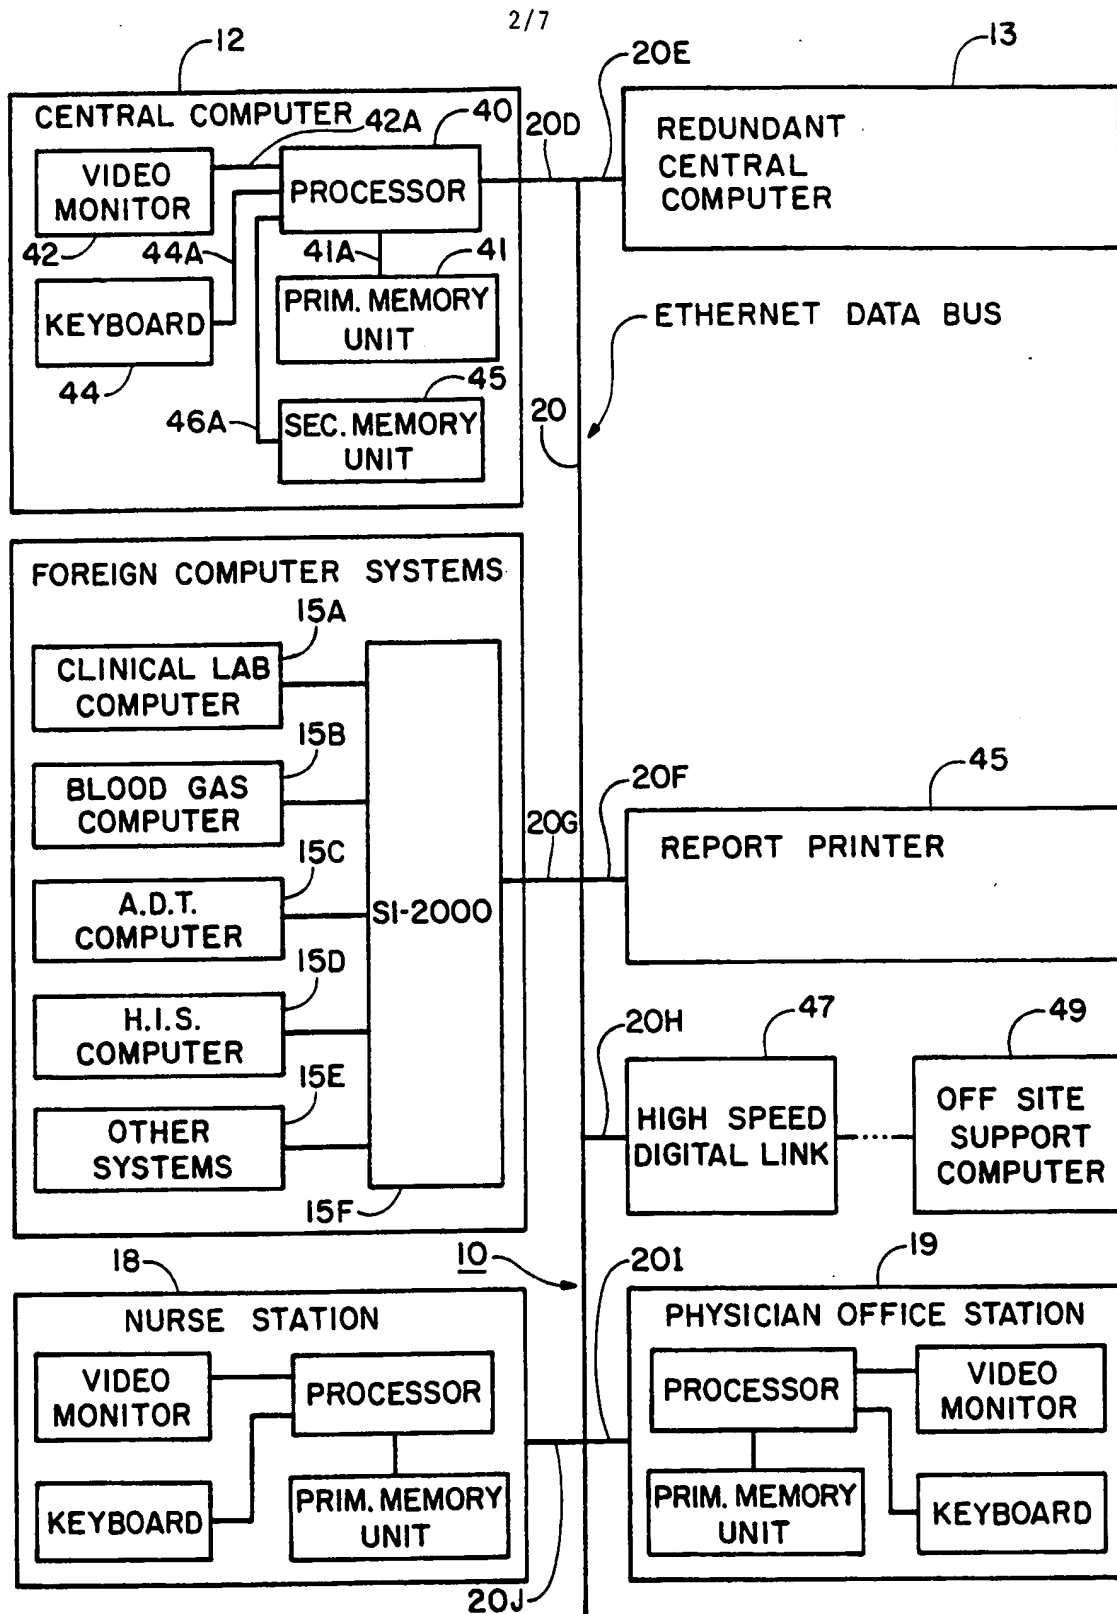 2/7
12
20E
13
CENTRAL COMPUTER
42A
40
20D
REDUNDANT
CENTRAL
COMPUTER
VIDEO
MONITOR
PROCESSOR
42
44A
41A
41
KEYBOARD
PRIM. MEMORY
UNIT
ETHERNET DATA BUS
44
45
20
46A
SEC. MEMORY
UNIT
FOREIGN COMPUTER SYSTEMS
15A
CLINICAL LAB
COMPUTER
15B
BLOOD GAS
COMPUTER
20G
20F
45
REPORT PRINTER
15C
A.D.T.
COMPUTER
SI-2000
15D
H.I.S.
COMPUTER
20H
47
49
15E
OTHER
SYSTEMS
HIGH SPEED
DIGITAL LINK
OFF SITE
SUPPORT
COMPUTER
15F
18
10
20I
19
NURSE STATION
PHYSICIAN OFFICE STATION
VIDEO
MONITOR
PROCESSOR
PROCESSOR
VIDEO
MONITOR
KEYBOARD
PRIM. MEMORY
UNIT
PRIM. MEMORY
UNIT
KEYBOARD
20J